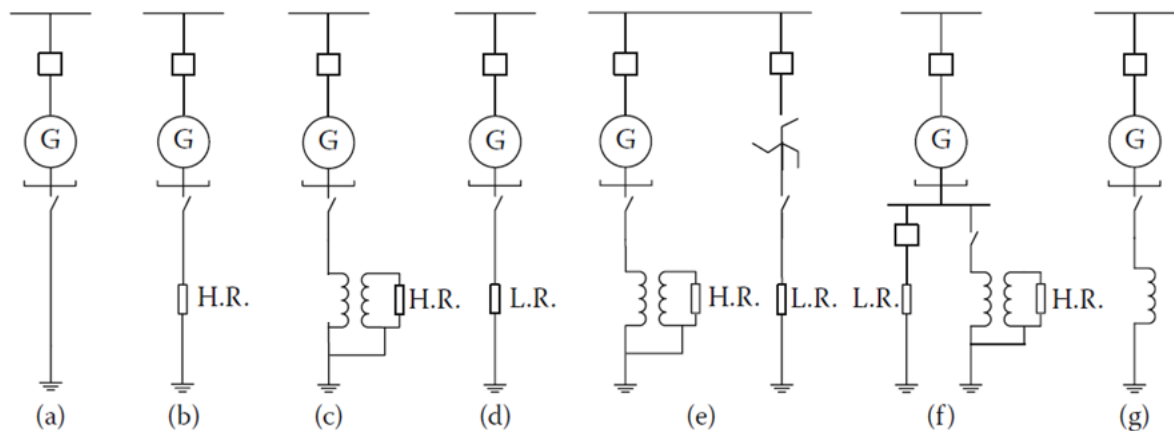 G G G G G G G
H.R. H.R. L.R. H.R. L.R. L.R. H.R.
(a) (b) (c) (d) (e) (f) (g)